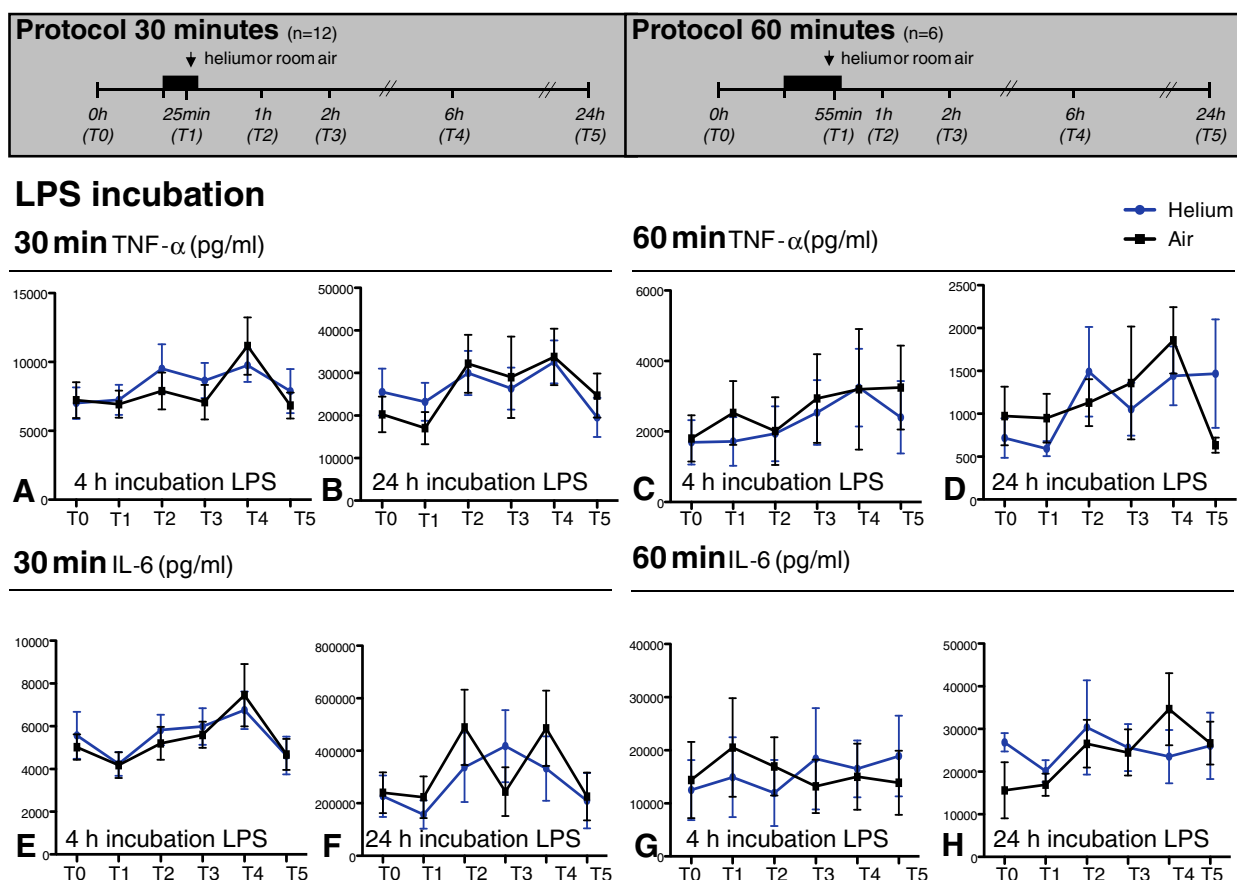 Protocol 30 minutes (n=12)
helium or room air
0h 25min 1h 2h 6h 24h
(T0) (T1) (T2) (T3) (T4) (T5)
Protocol 60 minutes (n=6)
helium or room air
0h 55min 1h 2h 6h 24h
(T0) (T1) (T2) (T3) (T4) (T5)
LPS incubation
Helium
Air
30 min TNF-α (pg/ml)
60 min TNF-α(pg/ml)
15000
10000
5000
0
A 4 h incubation LPS
T0 T1 T2 T3 T4 T5
50000
40000
30000
20000
10000
0
B 24 h incubation LPS
T0 T1 T2 T3 T4 T5
6000
4000
2000
0
C 4 h incubation LPS
T0 T1 T2 T3 T4 T5
2500
2000
1500
1000
500
0
D 24 h incubation LPS
T0 T1 T2 T3 T4 T5
30 min IL-6 (pg/ml)
60 min IL-6 (pg/ml)
10000
8000
6000
4000
2000
0
E 4 h incubation LPS
T0 T1 T2 T3 T4 T5
800000
600000
400000
200000
0
F 24 h incubation LPS
T0 T1 T2 T3 T4 T5
40000
30000
20000
10000
0
G 4 h incubation LPS
T0 T1 T2 T3 T4 T5
50000
40000
30000
20000
10000
0
H 24 h incubation LPS
T0 T1 T2 T3 T4 T5